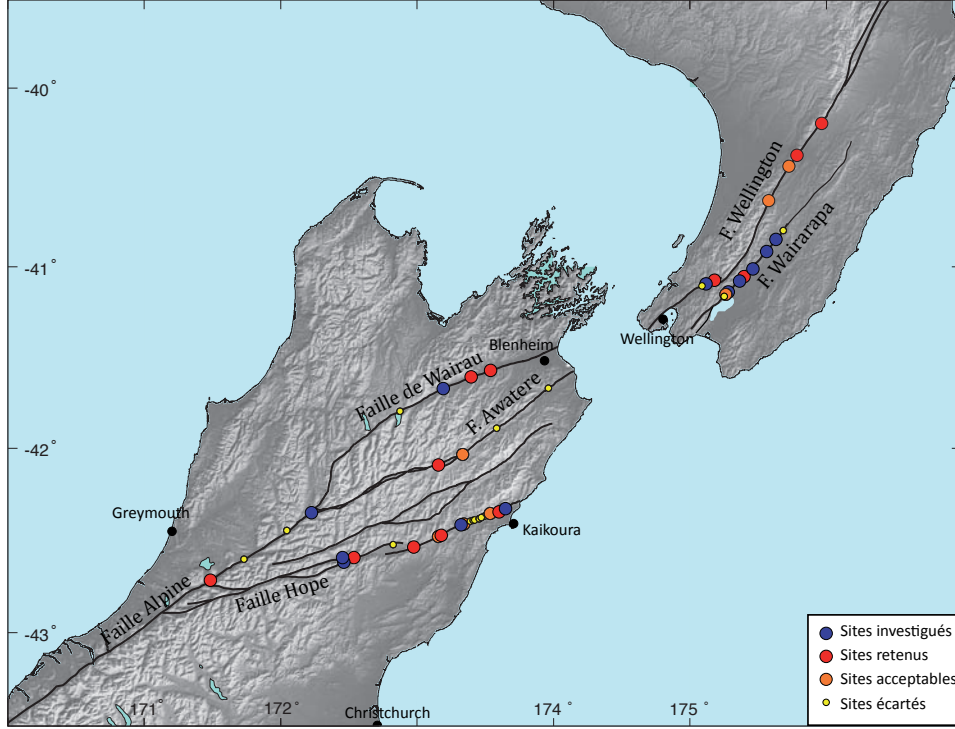 -40°
F. Wellington
F. Wairarapa
-41°
Wellington
Blenheim
Faille de Wairau
F. Awatere
-42°
Greymouth
Kaikoura
Faille Alpine
Faille Hope
-43°
Sites investigués
Sites retenus
Sites acceptables
Sites écartés
171°
172°
174°
175°
Christchurch